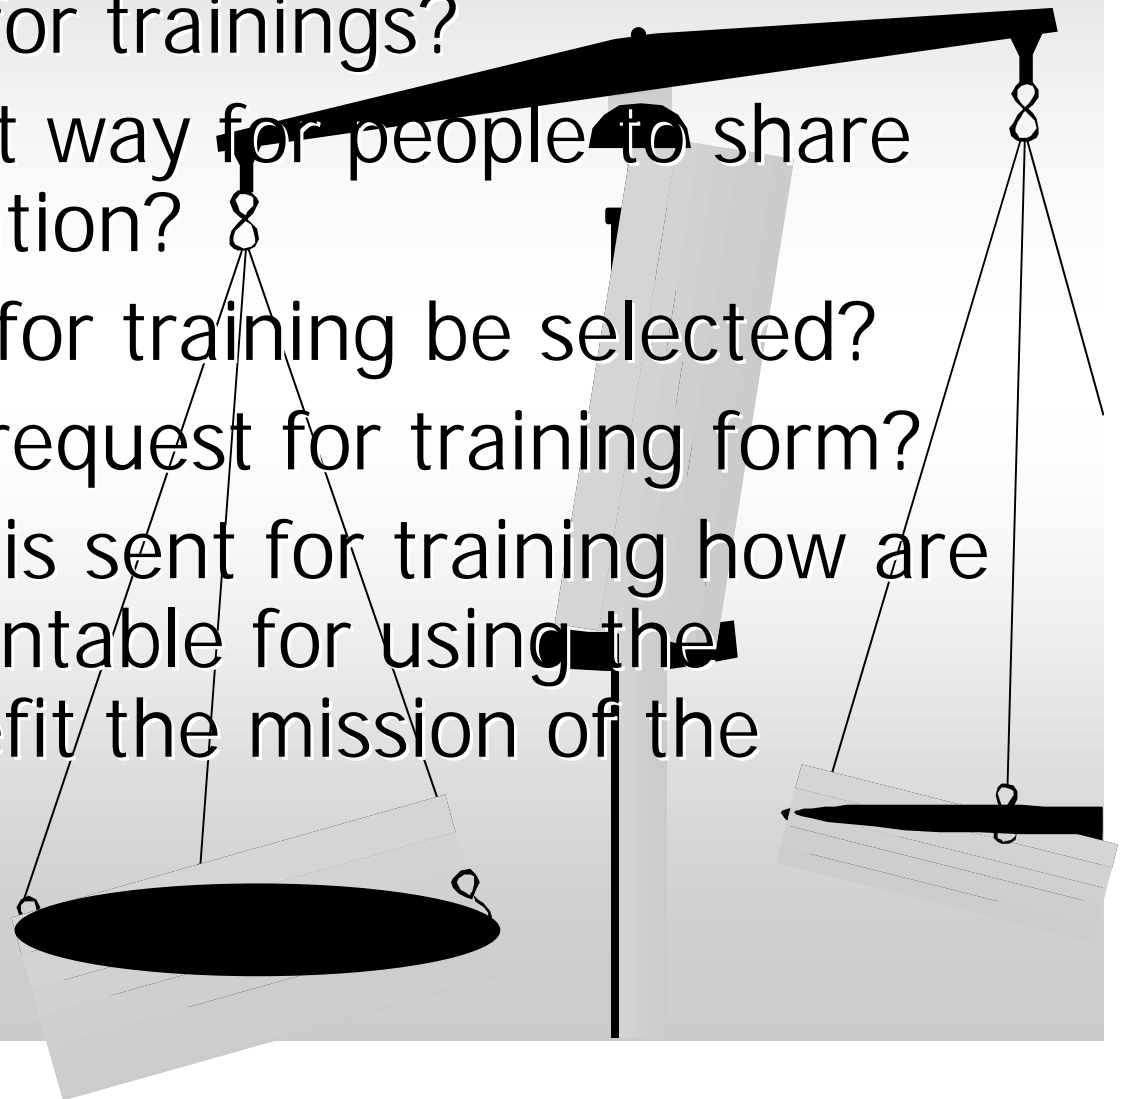 for trainings?
t way for people to share
tion?
for training be selected?
request for training form?
is sent for training how are
ntable for using the
efit the mission of the